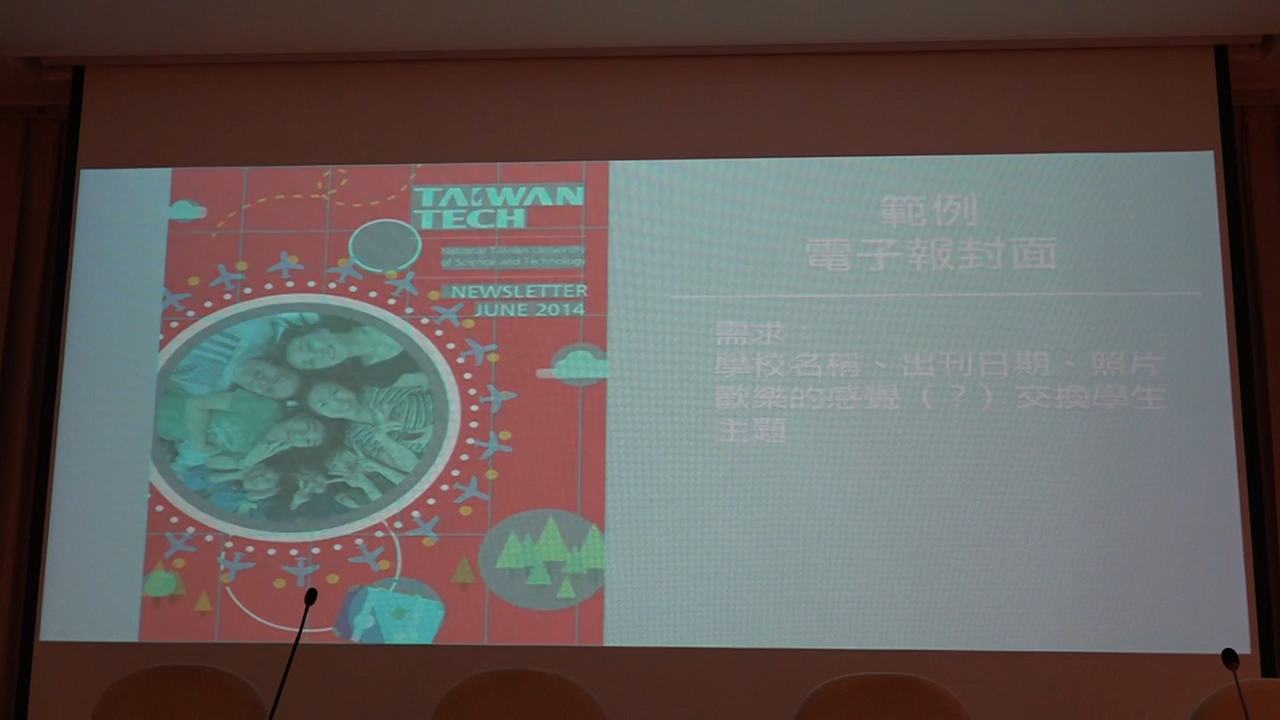 TAIWAN
TECH
National Taiwan University
of Science and Technology
NEWSLETTER
JUNE 2014
範例
電子報封面
需求：
學校名稱、出刊日期、照片
歡樂的感覺（？）交換學生
主題